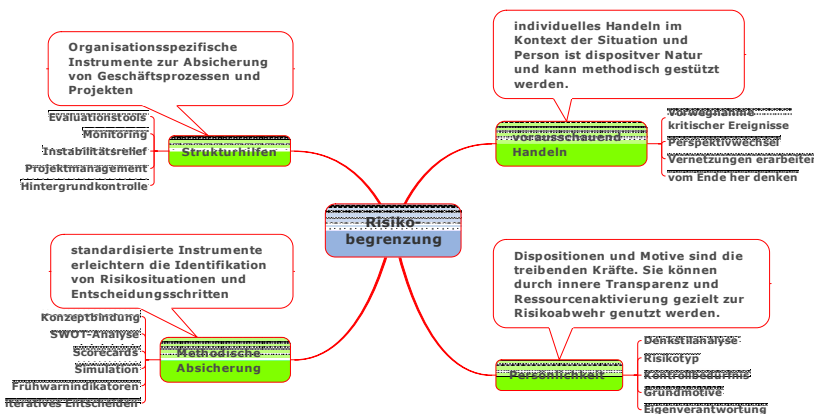 Organisationsspezifische
Instrumente zur Absicherung
von Geschäftsprozessen und
Projekten
Evaluationstools
Monitoring
Instabilitätsrelief
Projektmanagement
Hintergrundkontrolle
Strukturhilfen
individuelles Handeln im
Kontext der Situation und
Person ist dispositver Natur
und kann methodisch gestützt
werden.
vorausschauend
Handeln
Vorwegnahme
kritischer Ereignisse
Perspektivwechsel
Vernetzungen erarbeiten
vom Ende her denken
Risiko-
begrenzung
standardisierte Instrumente
erleichtern die Identifikation
von Risikosituationen und
Entscheidungsschritten
Konzeptbindung
SWOT-Analyse
Scorecards
Simulation
Frühwarnindikatoren
iteratives Entscheiden
Methodische
Absicherung
Dispositionen und Motive sind die
treibenden Kräfte. Sie können
durch innere Transparenz und
Ressourcenaktivierung gezielt zur
Risikoabwehr genutzt werden.
Persönlichkeit
Denkstilanalyse
Risikotyp
Kontrollbedürfnis
Grundmotive
Eigenverantwortung